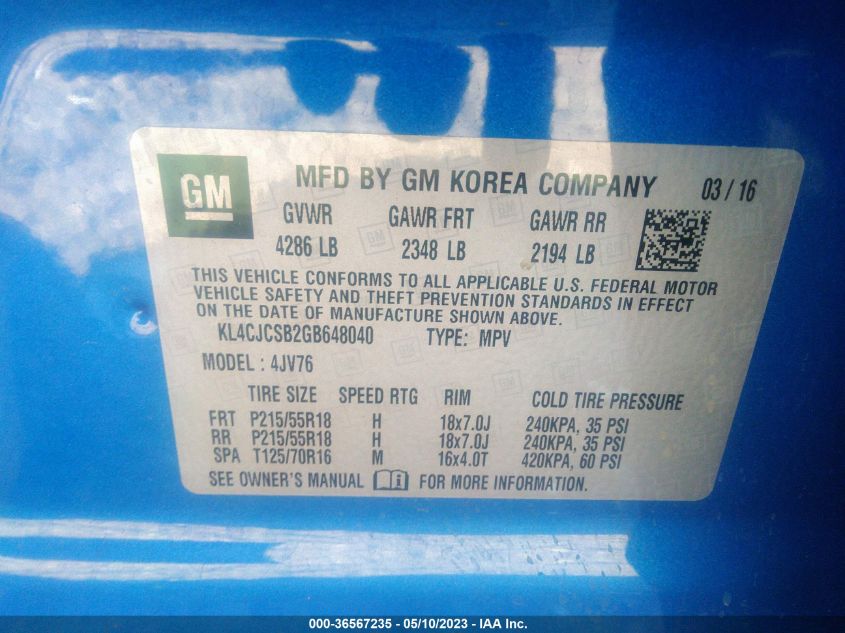 GM
MFD BY GM KOREA COMPANY 03 / 16
GVWR GAWR FRT GAWR RR
4286 LB 2348 LB 2194 LB
THIS VEHICLE CONFORMS TO ALL APPLICABLE U.S. FEDERAL MOTOR
VEHICLE SAFETY AND THEFT PREVENTION STANDARDS IN EFFECT
ON THE DATE OF MANUFACTURE SHOWN ABOVE.
KL4CJCSB2GB648040 TYPE: MPV
MODEL : 4JV76
TIRE SIZE SPEED RTG RIM COLD TIRE PRESSURE
FRT P215/55R18 H 18x7.0J 240KPA, 35 PSI
RR P215/55R18 H 18x7.0J 240KPA, 35 PSI
SPA T125/70R16 M 16x4.0T 420KPA, 60 PSI
SEE OWNER'S MANUAL i FOR MORE INFORMATION.
000-36567235 - 05/10/2023 - IAA Inc.